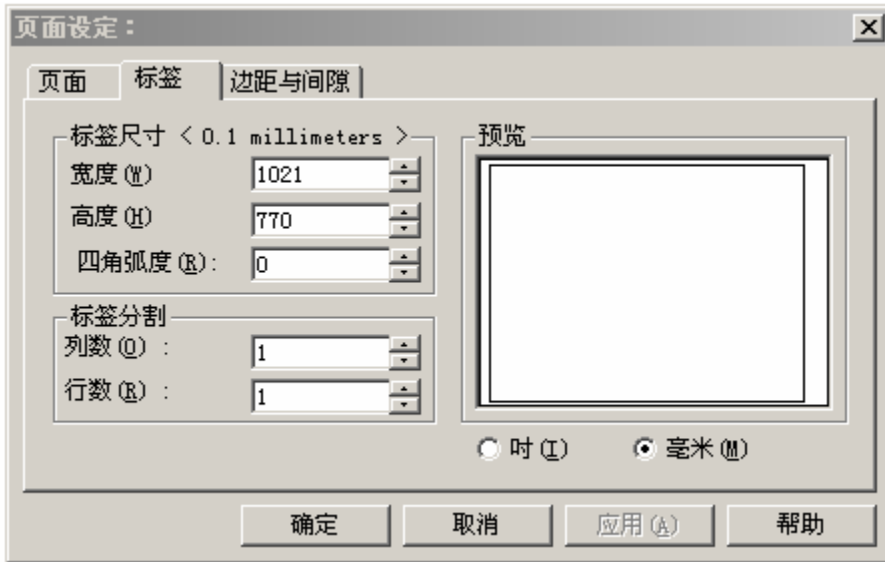 页面设定：
页面 标签 边距与间隙
标签尺寸 < 0.1 millimeters >
宽度(W) 1021
高度(H) 770
四角弧度(R): 0
标签分割
列数(O) : 1
行数(R) : 1
预览
吋(I) 毫米(M)
确定 取消 应用(A) 帮助